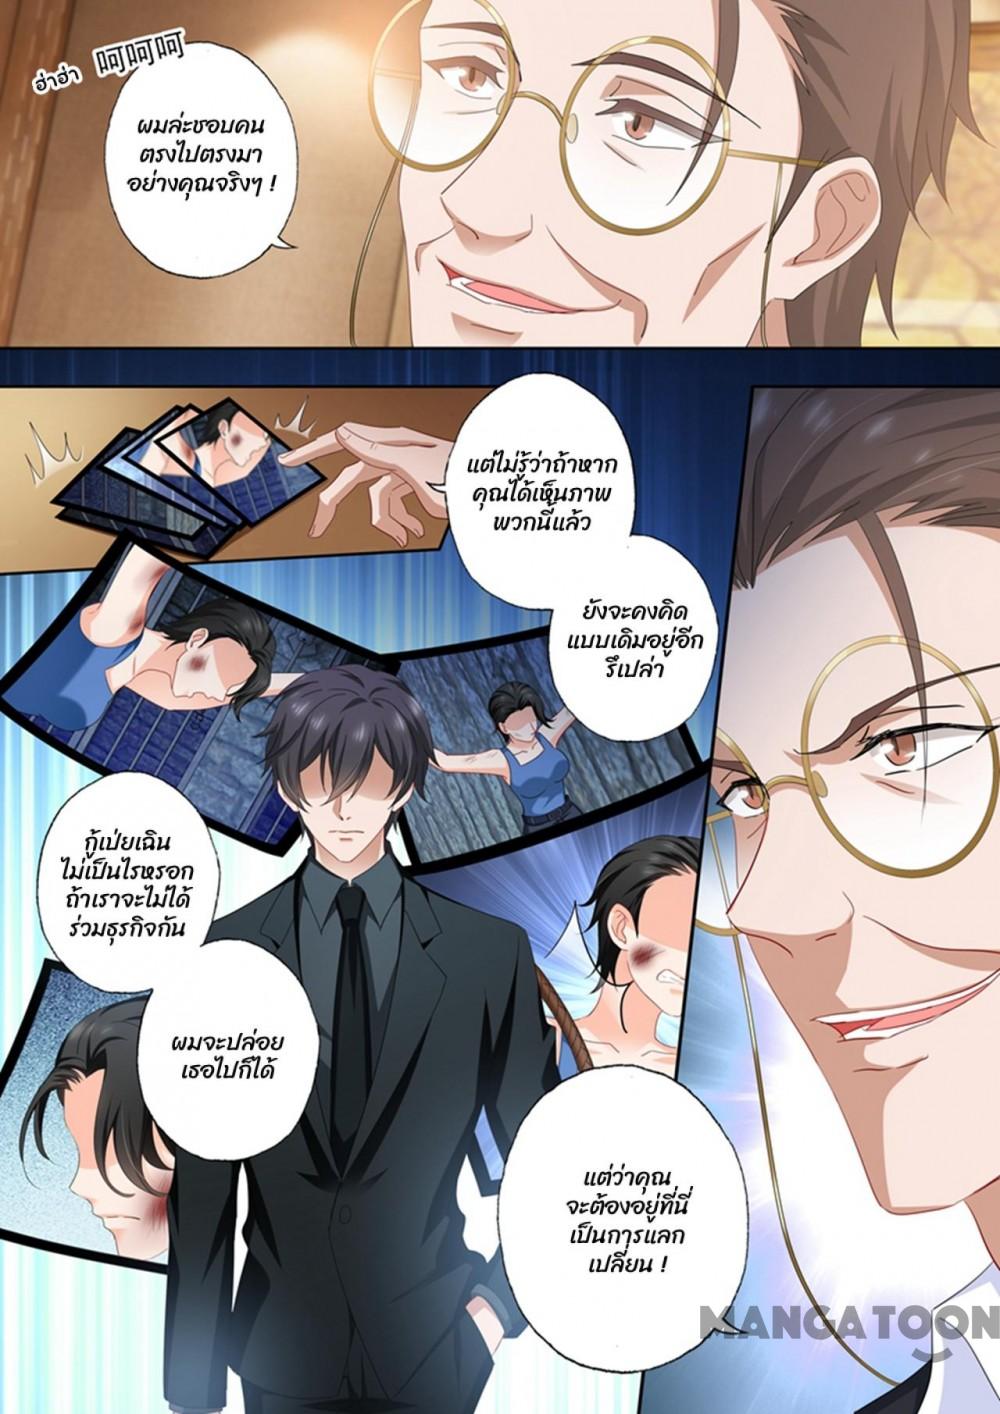 ฮ่าฮ่า
呵呵呵
ผมล่ะชอบคน
ตรงไปตรงมา
อย่างคุณจริงๆ !
แต่ไม่รู้ว่าถ้าหาก
คุณได้เห็นภาพ
พวกนี้แล้ว
ยังจะคงคิด
แบบเดิมอยู่อีก
รึเปล่า
กู้เป่ยเฉิน
ไม่เป็นไรหรอก
ถ้าเราจะไม่ได้
ร่วมธุรกิจกัน
ผมจะปล่อย
เธอไปก็ได้
แต่ว่าคุณ
จะต้องอยู่ที่นี่
เป็นการแลก
เปลี่ยน !
MANGATOON